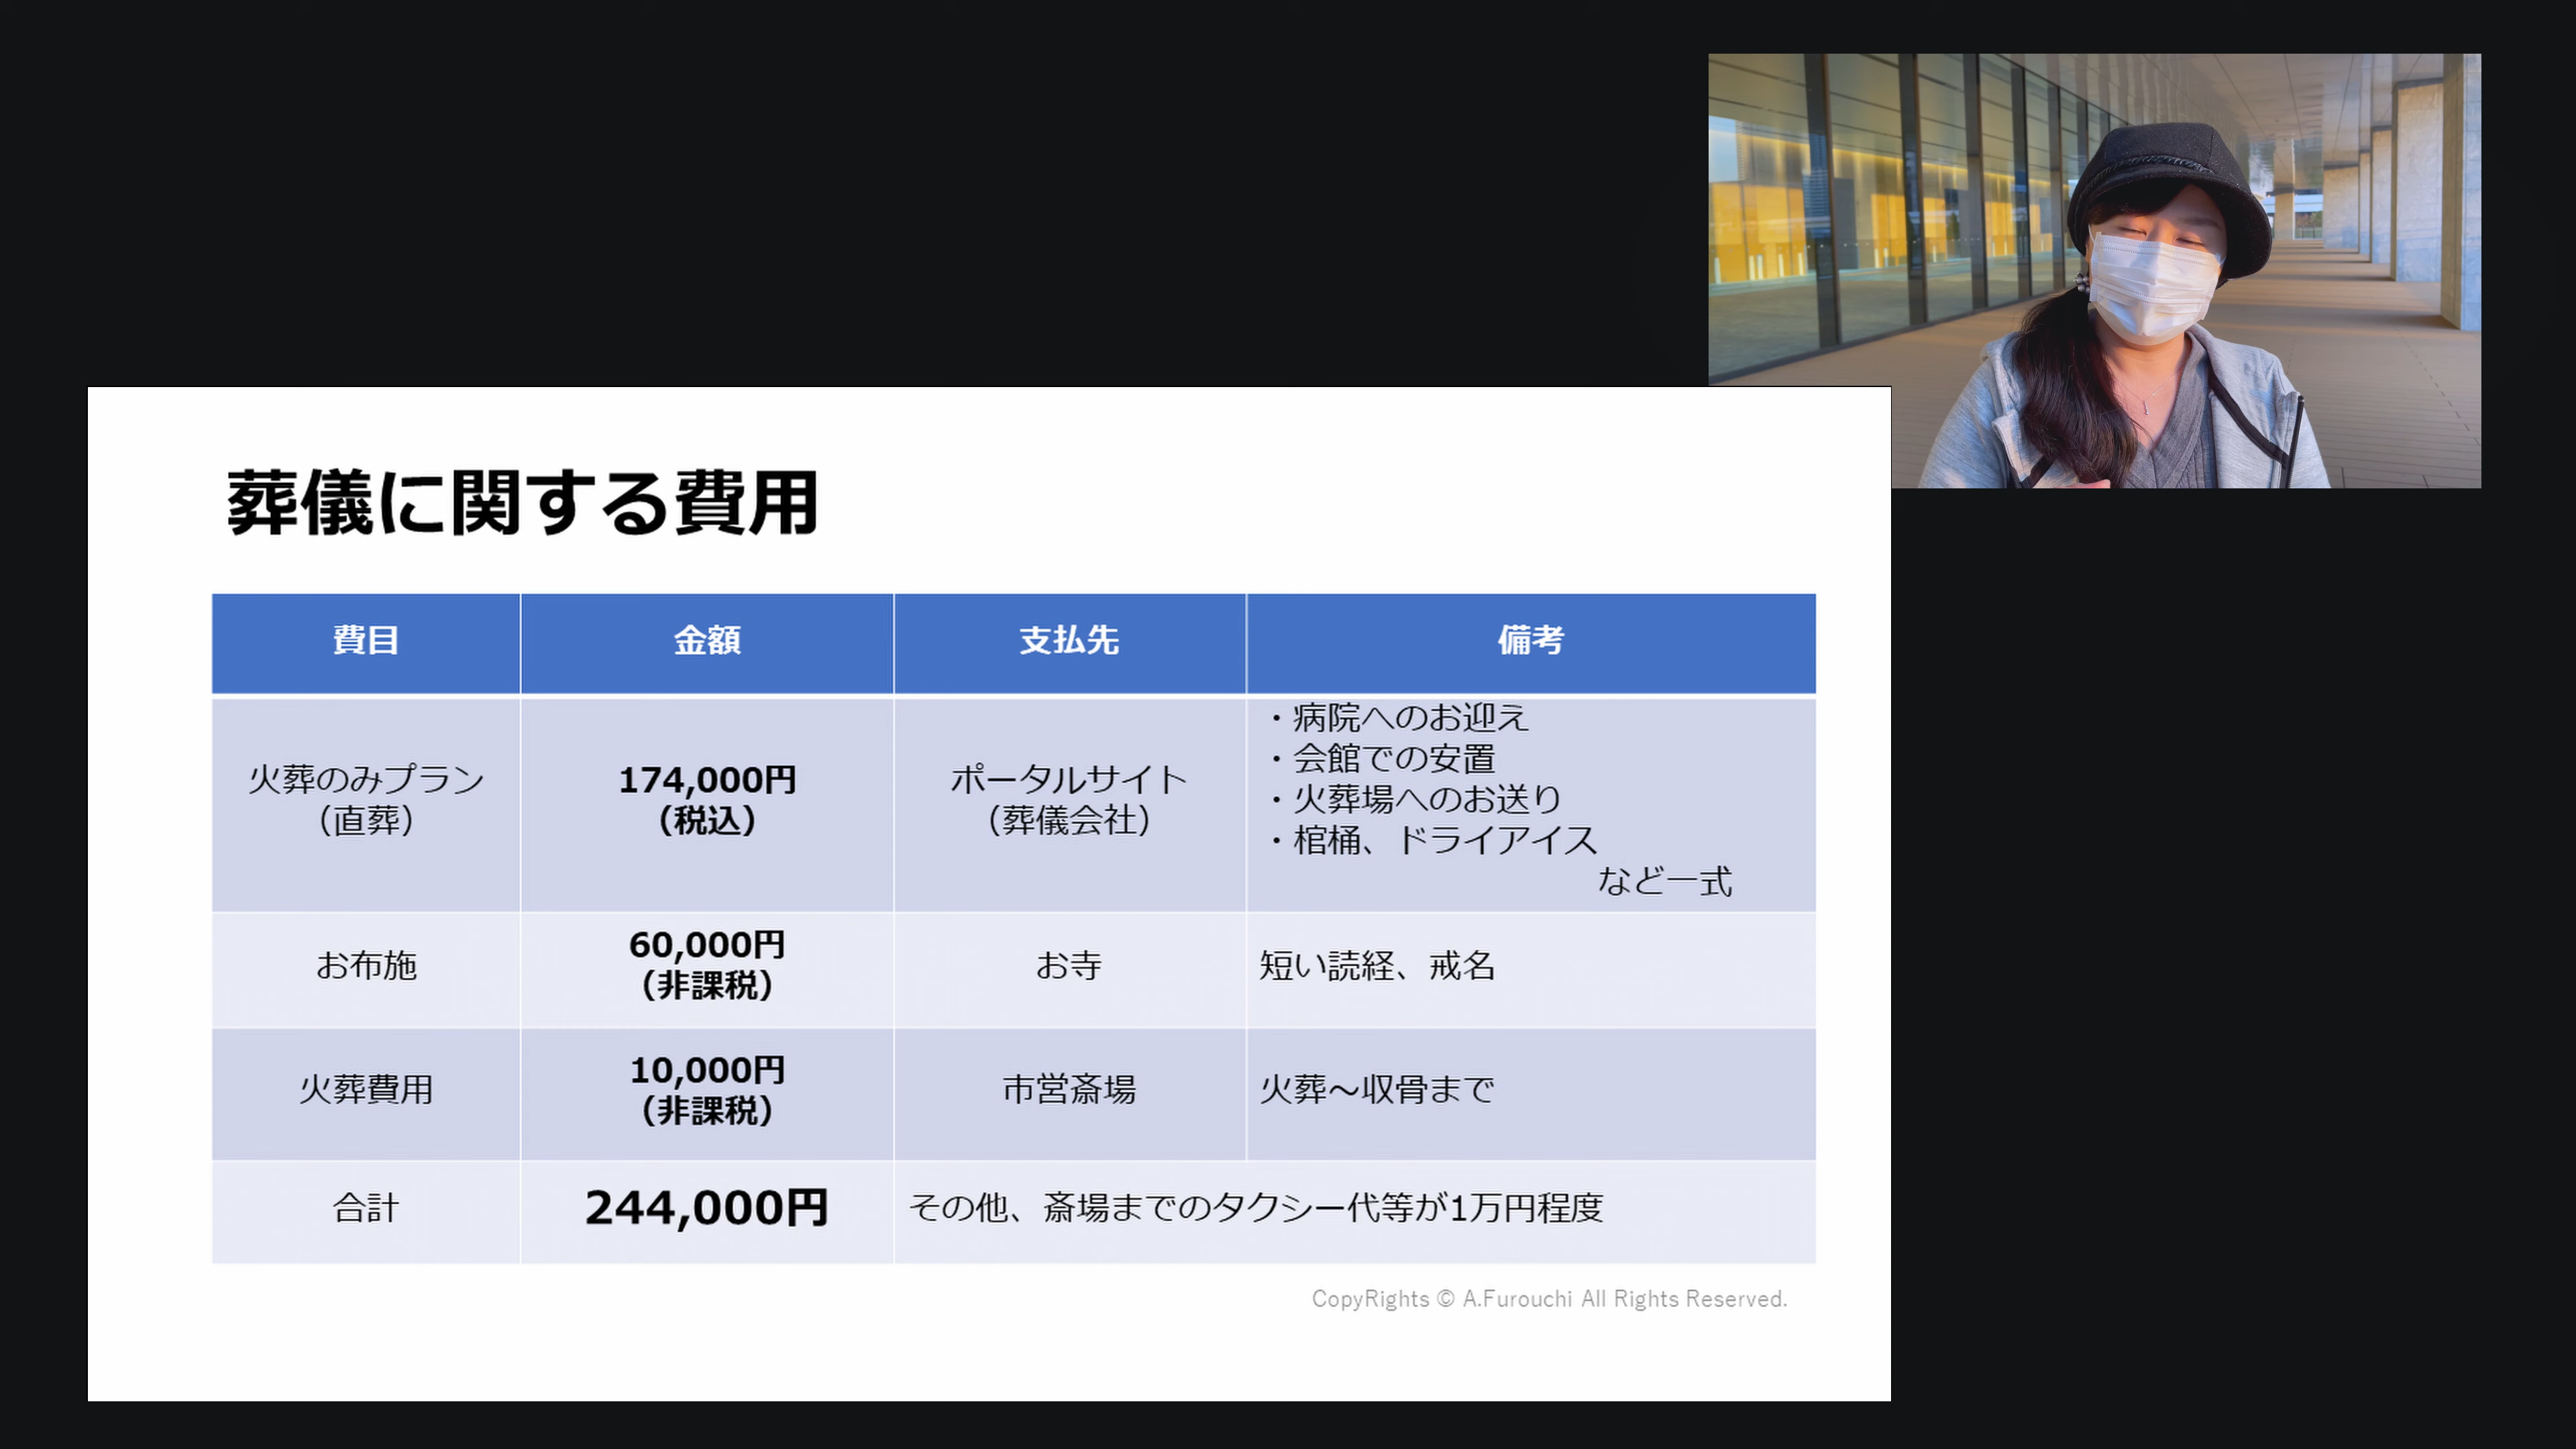 葬儀に関する費用
費目 金額 支払先 備考
火葬のみプラン
（直葬）
174,000円
（税込）
ポータルサイト
（葬儀会社）
・病院へのお迎え
・会館での安置
・火葬場へのお送り
・棺桶、ドライアイス
など一式
お布施
60,000円
（非課税）
お寺
短い読経、戒名
火葬費用
10,000円
（非課税）
市営斎場
火葬～収骨まで
合計
244,000円
その他、斎場までのタクシー代等が1万円程度
CopyRights © A.Furouchi All Rights Reserved.